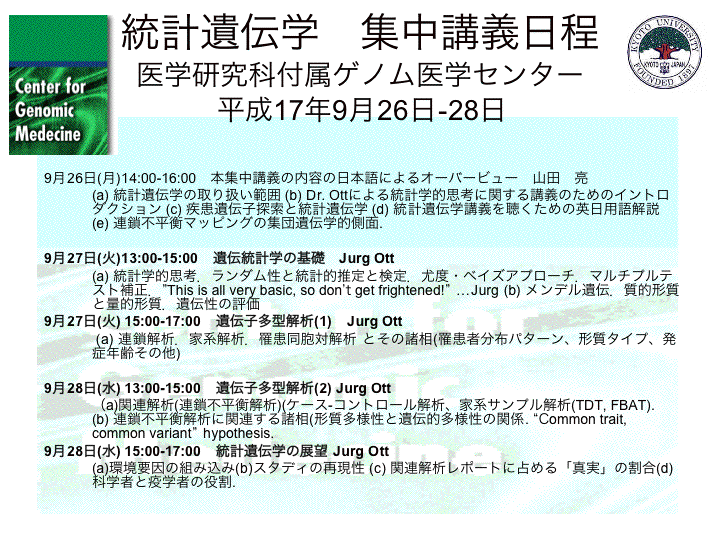 統計遺伝学　集中講義日程
医学研究科付属ゲノム医学センター
平成17年9月26日-28日
Center for
Genomic
Medecine
KYOTO UNIVERSITY
KYOTO JAPAN
FOUNDED 1897
9月26日(月)14:00-16:00　本集中講義の内容の日本語によるオーバービュー　山田　亮
(a) 統計遺伝学の取り扱い範囲 (b) Dr. Ottによる統計学的思考に関する講義のためのイントロ
ダクション (c) 疾患遺伝子探索と統計遺伝学 (d) 統計遺伝学講義を聴くための英日用語解説
(e) 連鎖不平衡マッピングの集団遺伝学的側面.
9月27日(火)13:00-15:00　遺伝統計学の基礎　Jurg Ott
(a) 統計学的思考．ランダム性と統計的推定と検定．尤度・ベイズアプローチ．マルチプルテ
スト補正．"This is all very basic, so don't get frightened!" …Jurg (b) メンデル遺伝．質的形質
と量的形質．遺伝性の評価
9月27日(火) 15:00-17:00　遺伝子多型解析(1)　Jurg Ott
(a) 連鎖解析．家系解析．罹患同胞対解析 とその諸相(罹患者分布パターン、形質タイプ、発
症年齢その他)
9月28日(水) 13:00-15:00　遺伝子多型解析(2) Jurg Ott
(a)関連解析(連鎖不平衡解析)(ケース-コントロール解析、家系サンプル解析(TDT, FBAT).
(b) 連鎖不平衡解析に関連する諸相(形質多様性と遺伝的多様性の関係. "Common trait,
common variant" hypothesis.
9月28日(水) 15:00-17:00　統計遺伝学の展望 Jurg Ott
(a)環境要因の組み込み(b)スタディの再現性 (c) 関連解析レポートに占める「真実」の割合(d)
科学者と疫学者の役割.